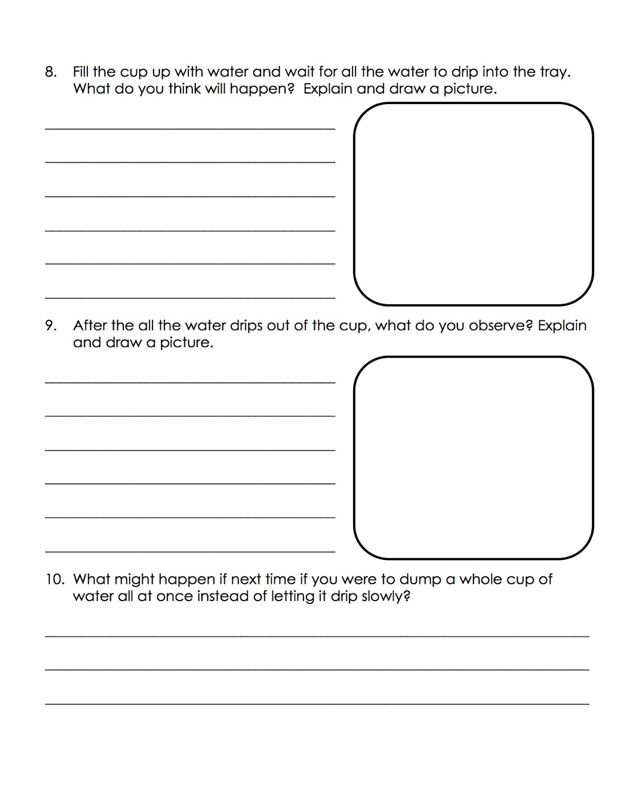 8. Fill the cup up with water and wait for all the water to drip into the tray.
What do you think will happen? Explain and draw a picture.
9. After the all the water drips out of the cup, what do you observe? Explain
and draw a picture.
10. What might happen if next time if you were to dump a whole cup of
water all at once instead of letting it drip slowly?